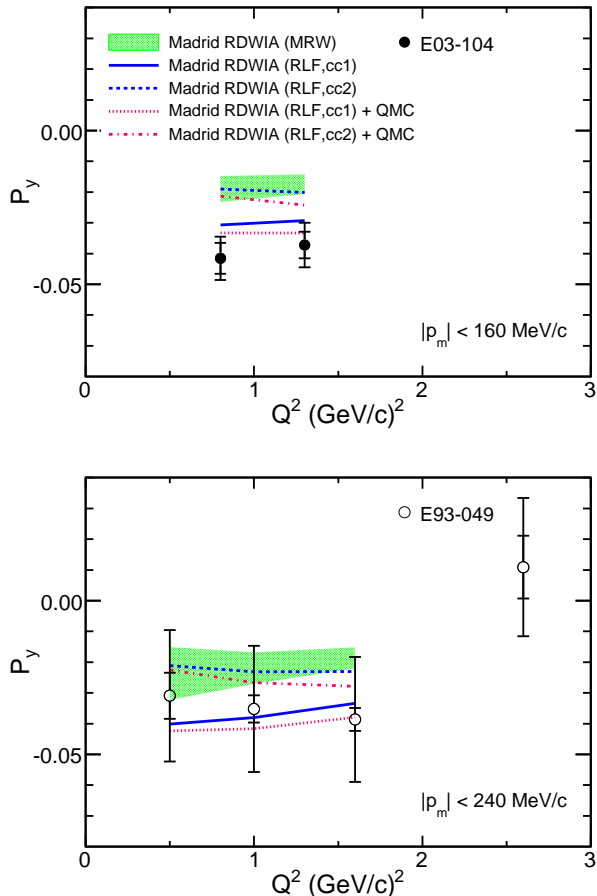 Madrid RDWIA (MRW)
Madrid RDWIA (RLF,cc1)
Madrid RDWIA (RLF,cc2)
Madrid RDWIA (RLF,cc1) + QMC
Madrid RDWIA (RLF,cc2) + QMC
E03-104
0.00
-0.05
P_y
|p_m| < 160 MeV/c
0 1 2 3
Q^2 (GeV/c)^2
E93-049
0.00
-0.05
P_y
|p_m| < 240 MeV/c
0 1 2 3
Q^2 (GeV/c)^2